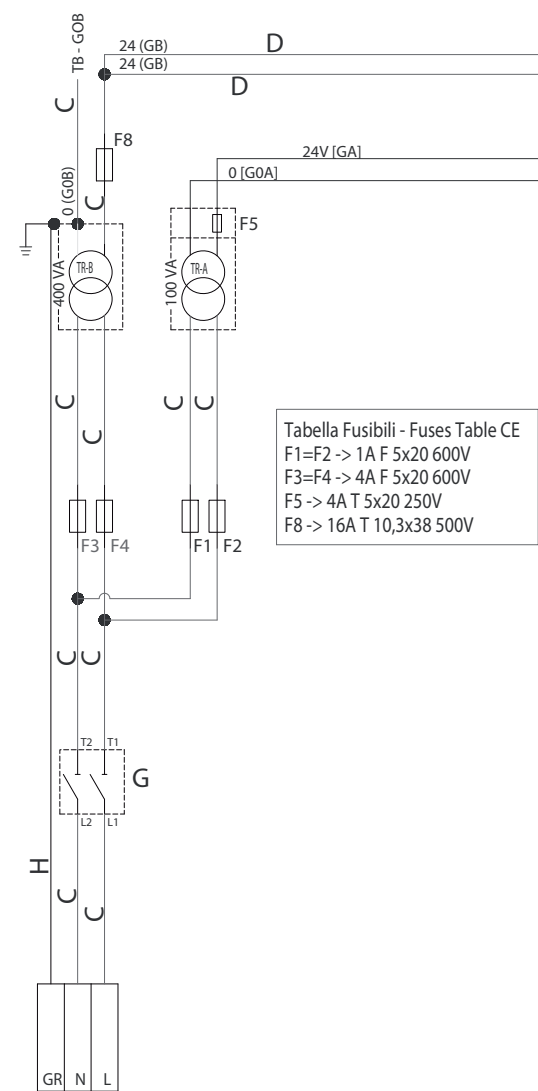 TB - GOB
24 (GB)
D
24 (GB)
D
C
F8
24V [GA]
0 [G0A]
0 (G0B)
C
F5
TR-B
TR-A
400 VA
100 VA
C
C
C
C
Tabella Fusibili - Fuses Table CE
F1=F2 -> 1A F 5x20 600V
F3=F4 -> 4A F 5x20 600V
F5 -> 4A T 5x20 250V
F8 -> 16A T 10,3x38 500V
F3 F4
F1 F2
C
C
T2 T1
G
L2 L1
H
C
C
GR N L